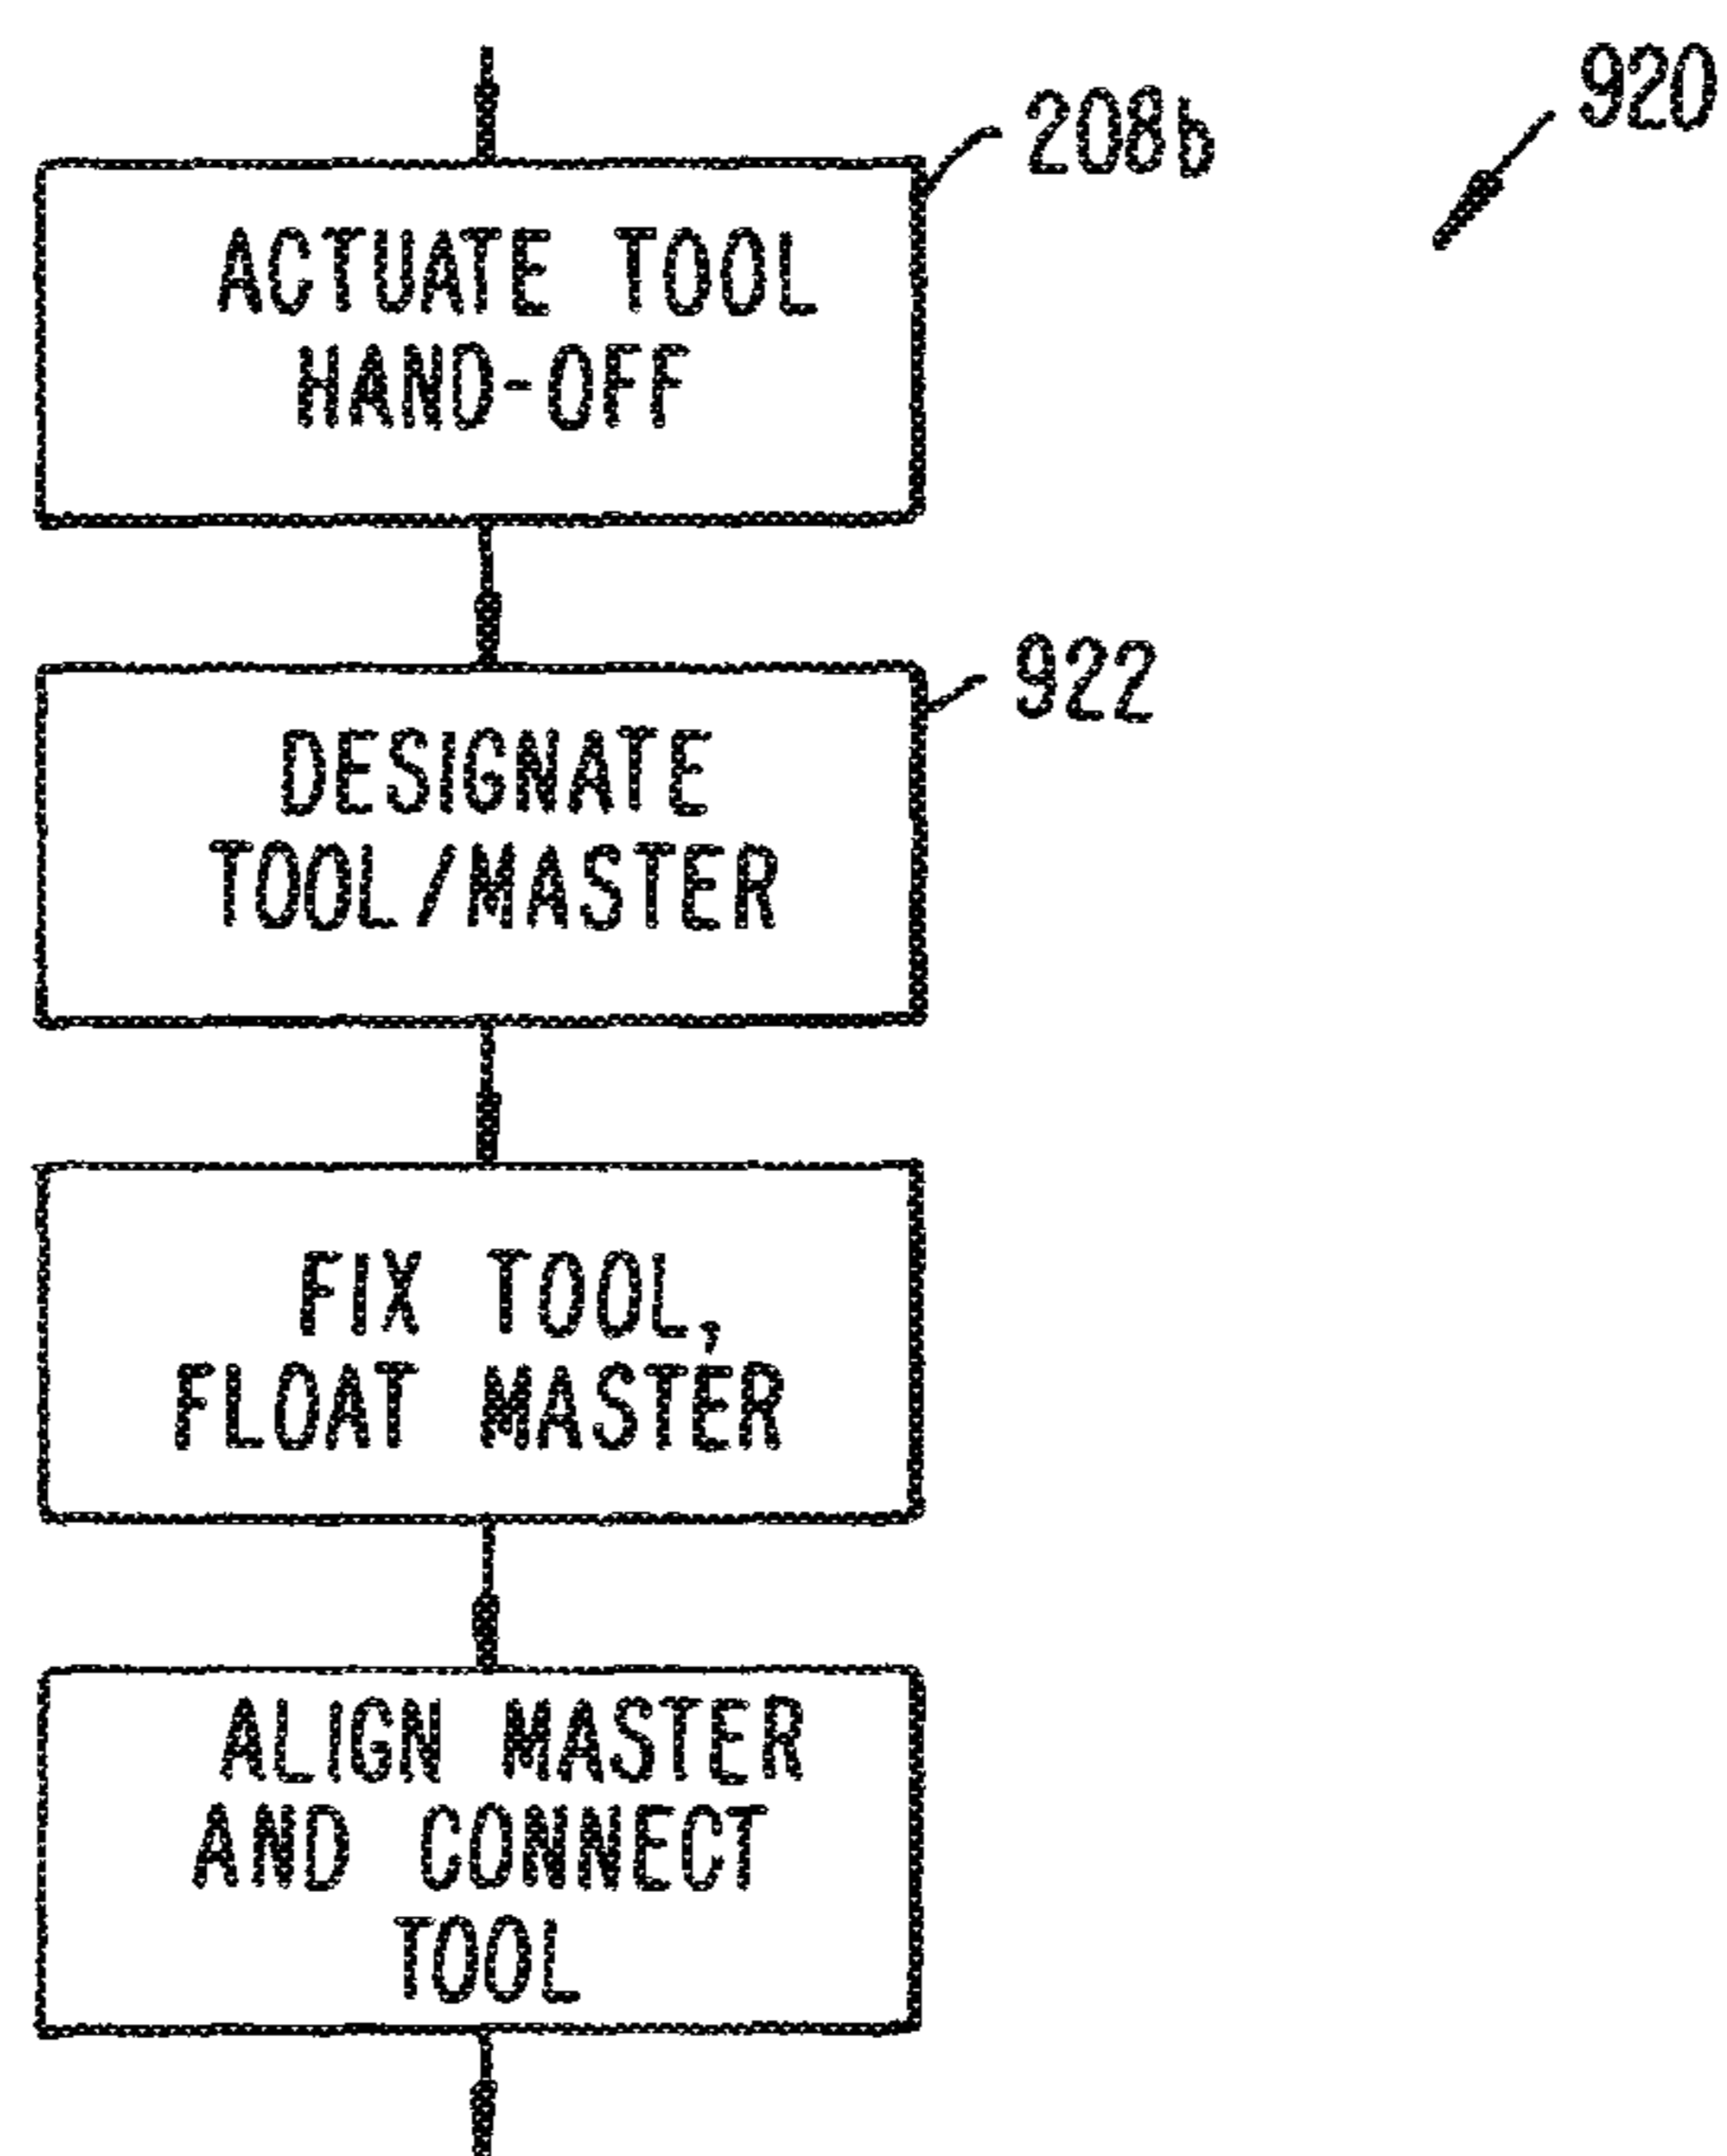 920
208b
ACTUATE TOOL
HAND-OFF
922
DESIGNATE
TOOL/MASTER
FIX TOOL,
FLOAT MASTER
ALIGN MASTER
AND CONNECT
TOOL